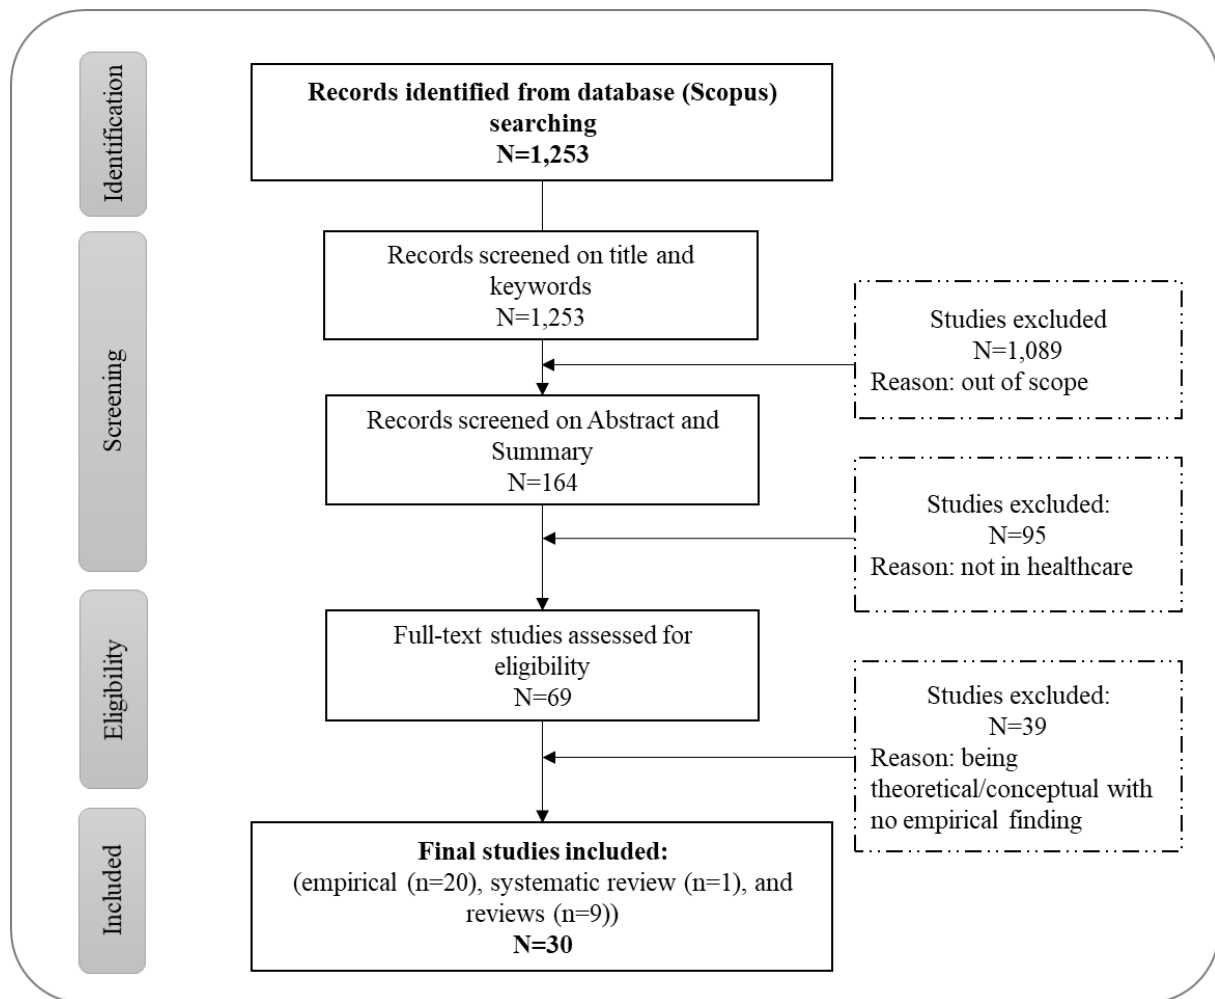 Identification
Records identified from database (Scopus)
searching
N=1,253
Screening
Records screened on title and
keywords
N=1,253
Studies excluded
N=1,089
Reason: out of scope
Records screened on Abstract and
Summary
N=164
Studies excluded:
N=95
Reason: not in healthcare
Eligibility
Full-text studies assessed for
eligibility
N=69
Studies excluded:
N=39
Reason: being
theoretical/conceptual with
no empirical finding
Included
Final studies included:
(empirical (n=20), systematic review (n=1), and
reviews (n=9))
N=30